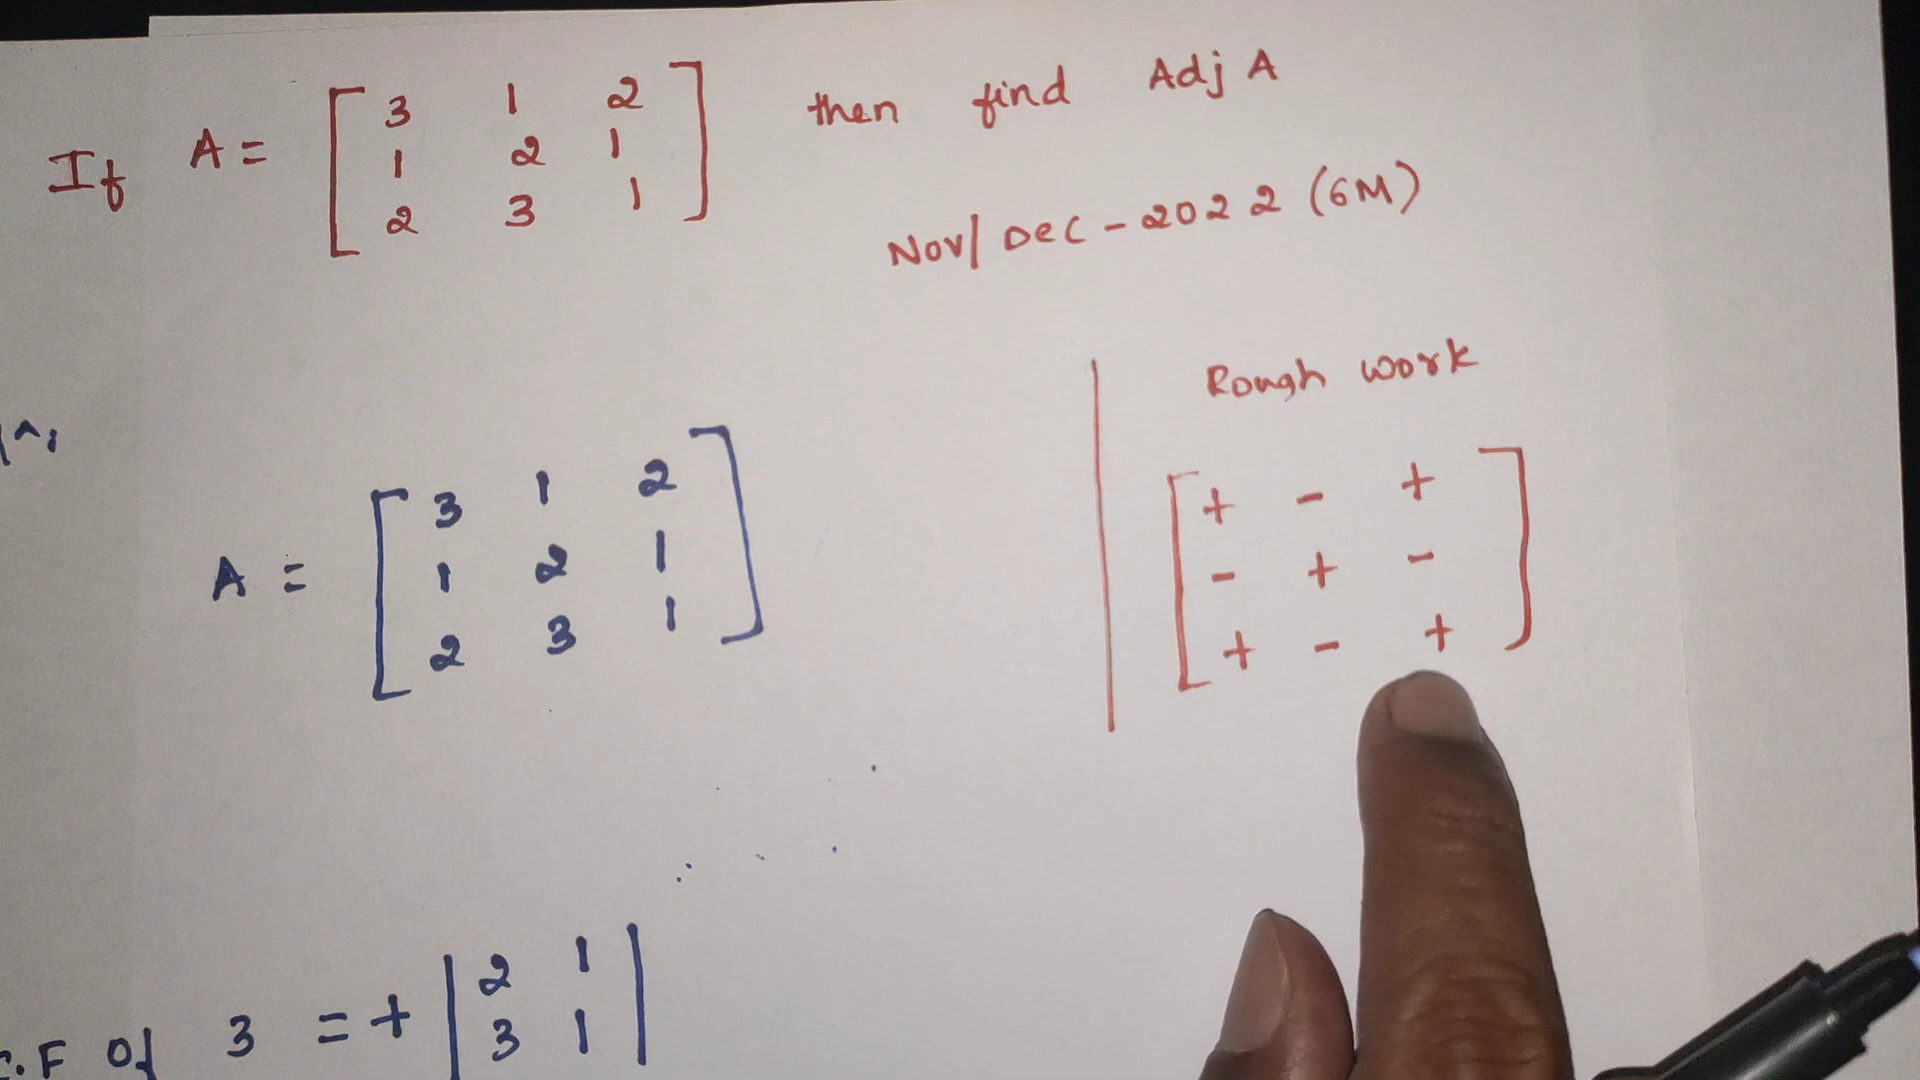 If A = [ 3 1 2
1 2 1
2 3 1 ] then find Adj A
Nov/Dec-2022 (6M)
Rough work
A = [ 3 1 2
1 2 1
2 3 1 ]
[ + - +
- + -
+ - + ]
C.F Of 3 = + | 2 1
3 1 |